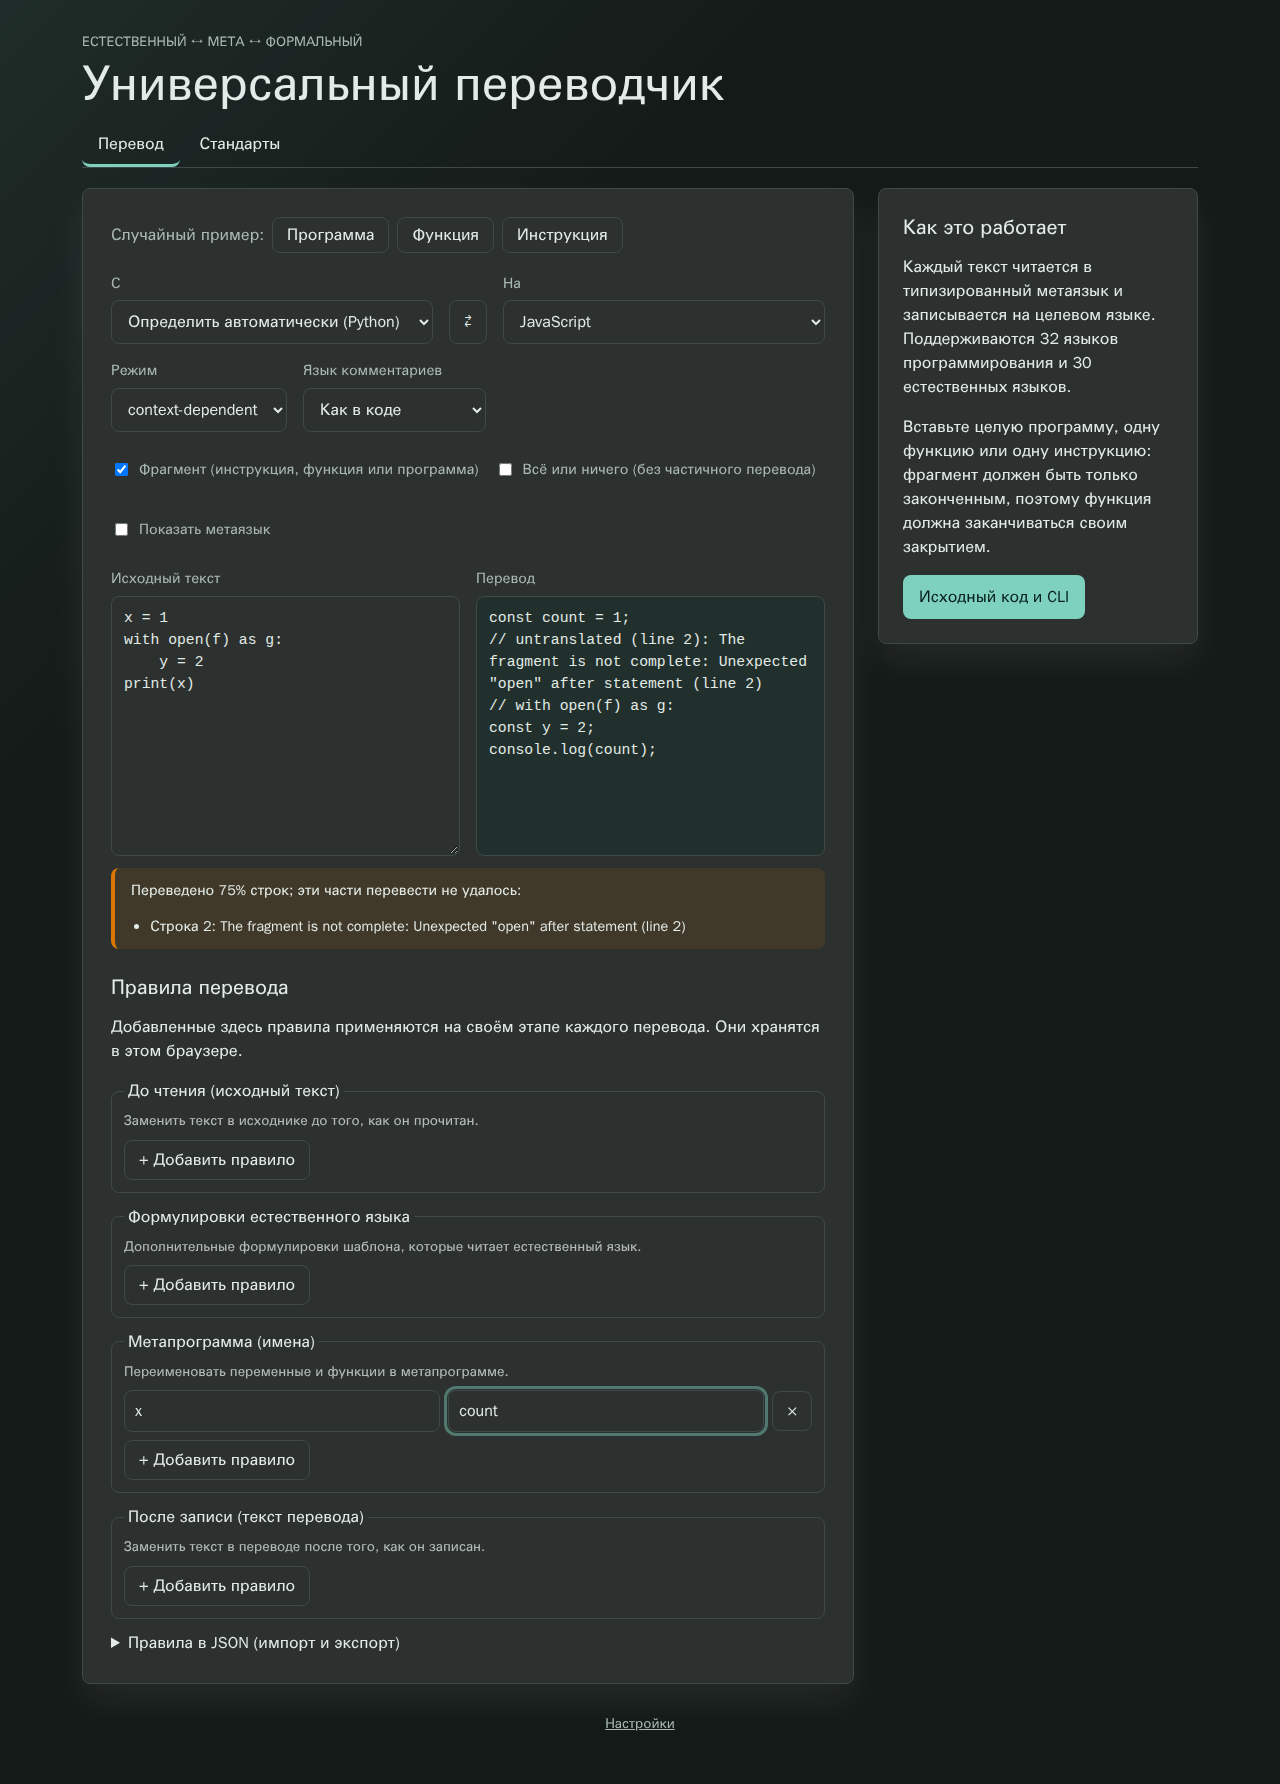 ЕСТЕСТВЕННЫЙ ↔ МЕТА ↔ ФОРМАЛЬНЫЙ
Универсальный переводчик
Перевод Стандарты
Случайный пример: Программа Функция Инструкция
С На
Определить автоматически (Python) ⇄ JavaScript
Режим Язык комментариев
context-dependent Как в коде
Фрагмент (инструкция, функция или программа) Всё или ничего (без частичного перевода)
Показать метаязык
Исходный текст
x = 1
with open(f) as g:
    y = 2
print(x)
Перевод
const count = 1;
// untranslated (line 2): The
fragment is not complete: Unexpected
"open" after statement (line 2)
// with open(f) as g:
const y = 2;
console.log(count);
Переведено 75% строк; эти части перевести не удалось:
• Строка 2: The fragment is not complete: Unexpected "open" after statement (line 2)
Правила перевода
Добавленные здесь правила применяются на своём этапе каждого перевода. Они хранятся
в этом браузере.
До чтения (исходный текст)
Заменить текст в исходнике до того, как он прочитан.
+ Добавить правило
Формулировки естественного языка
Дополнительные формулировки шаблона, которые читает естественный язык.
+ Добавить правило
Метапрограмма (имена)
Переименовать переменные и функции в метапрограмме.
x count ×
+ Добавить правило
После записи (текст перевода)
Заменить текст в переводе после того, как он записан.
+ Добавить правило
Правила в JSON (импорт и экспорт)
Как это работает
Каждый текст читается в
типизированный метаязык и
записывается на целевом языке.
Поддерживаются 32 языков
программирования и 30
естественных языков.
Вставьте целую программу, одну
функцию или одну инструкцию:
фрагмент должен быть только
законченным, поэтому функция
должна заканчиваться своим
закрытием.
Исходный код и CLI
Настройки